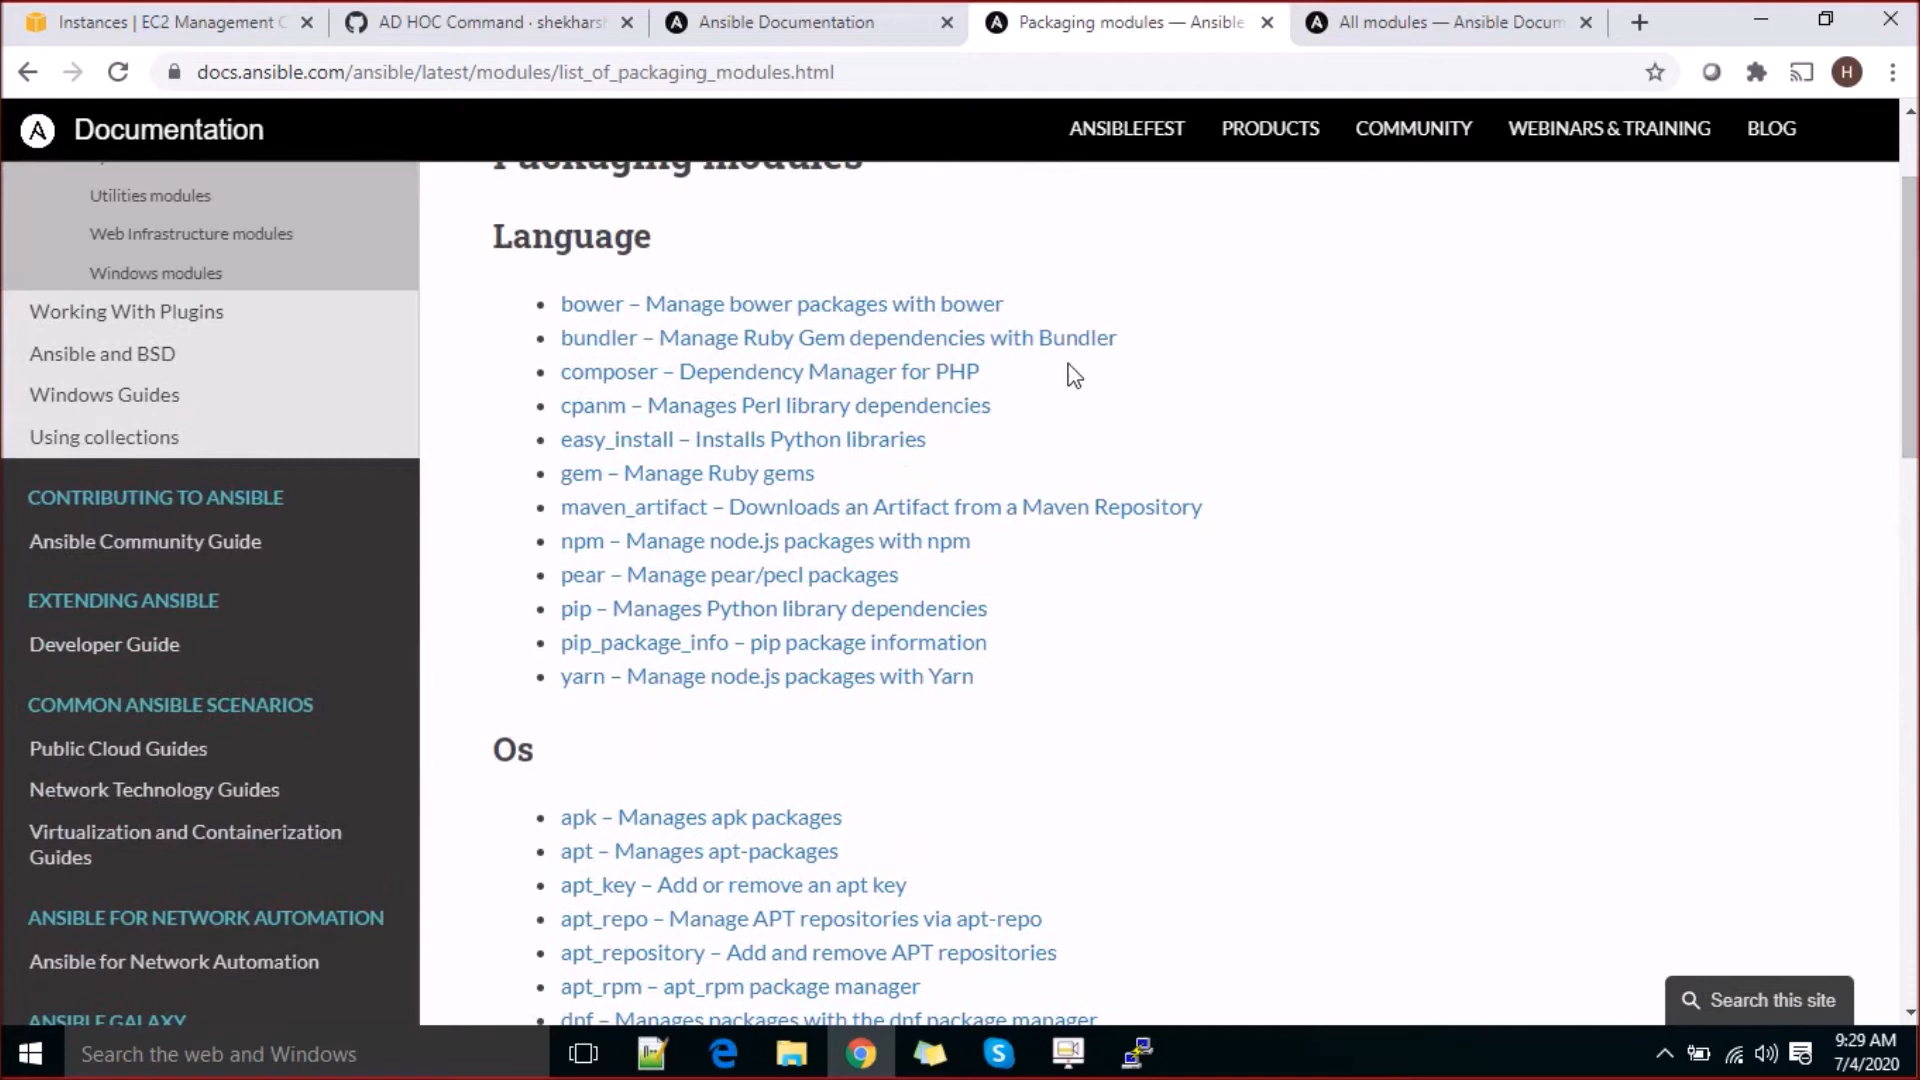 Instances | EC2 Management C
AD HOC Command · shekhars
Ansible Documentation
Packaging modules — Ansible
All modules — Ansible Docum
docs.ansible.com/ansible/latest/modules/list_of_packaging_modules.html
H
A
Documentation
ANSIBLEFEST
PRODUCTS
COMMUNITY
WEBINARS & TRAINING
BLOG
Utilities modules
Web Infrastructure modules
Windows modules
Working With Plugins
Ansible and BSD
Windows Guides
Using collections
CONTRIBUTING TO ANSIBLE
Ansible Community Guide
EXTENDING ANSIBLE
Developer Guide
COMMON ANSIBLE SCENARIOS
Public Cloud Guides
Network Technology Guides
Virtualization and Containerization
Guides
ANSIBLE FOR NETWORK AUTOMATION
Ansible for Network Automation
ANSIBLE GALAXY
Packaging modules
Language
bower – Manage bower packages with bower
bundler – Manage Ruby Gem dependencies with Bundler
composer – Dependency Manager for PHP
cpanm – Manages Perl library dependencies
easy_install – Installs Python libraries
gem – Manage Ruby gems
maven_artifact – Downloads an Artifact from a Maven Repository
npm – Manage node.js packages with npm
pear – Manage pear/pecl packages
pip – Manages Python library dependencies
pip_package_info – pip package information
yarn – Manage node.js packages with Yarn
Os
apk – Manages apk packages
apt – Manages apt-packages
apt_key – Add or remove an apt key
apt_repo – Manage APT repositories via apt-repo
apt_repository – Add and remove APT repositories
apt_rpm – apt_rpm package manager
dnf – Manages packages with the dnf package manager
Search this site
Search the web and Windows
9:29 AM
7/4/2020